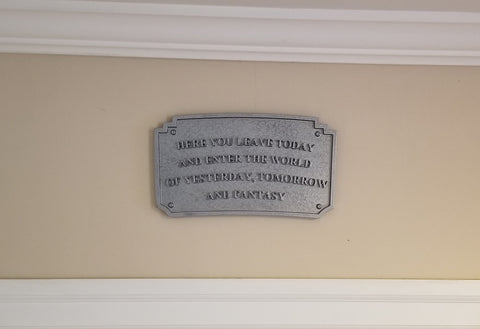 HERE YOU LEAVE TODAY
AND ENTER THE WORLD
OF YESTERDAY, TOMORROW
AND FANTASY